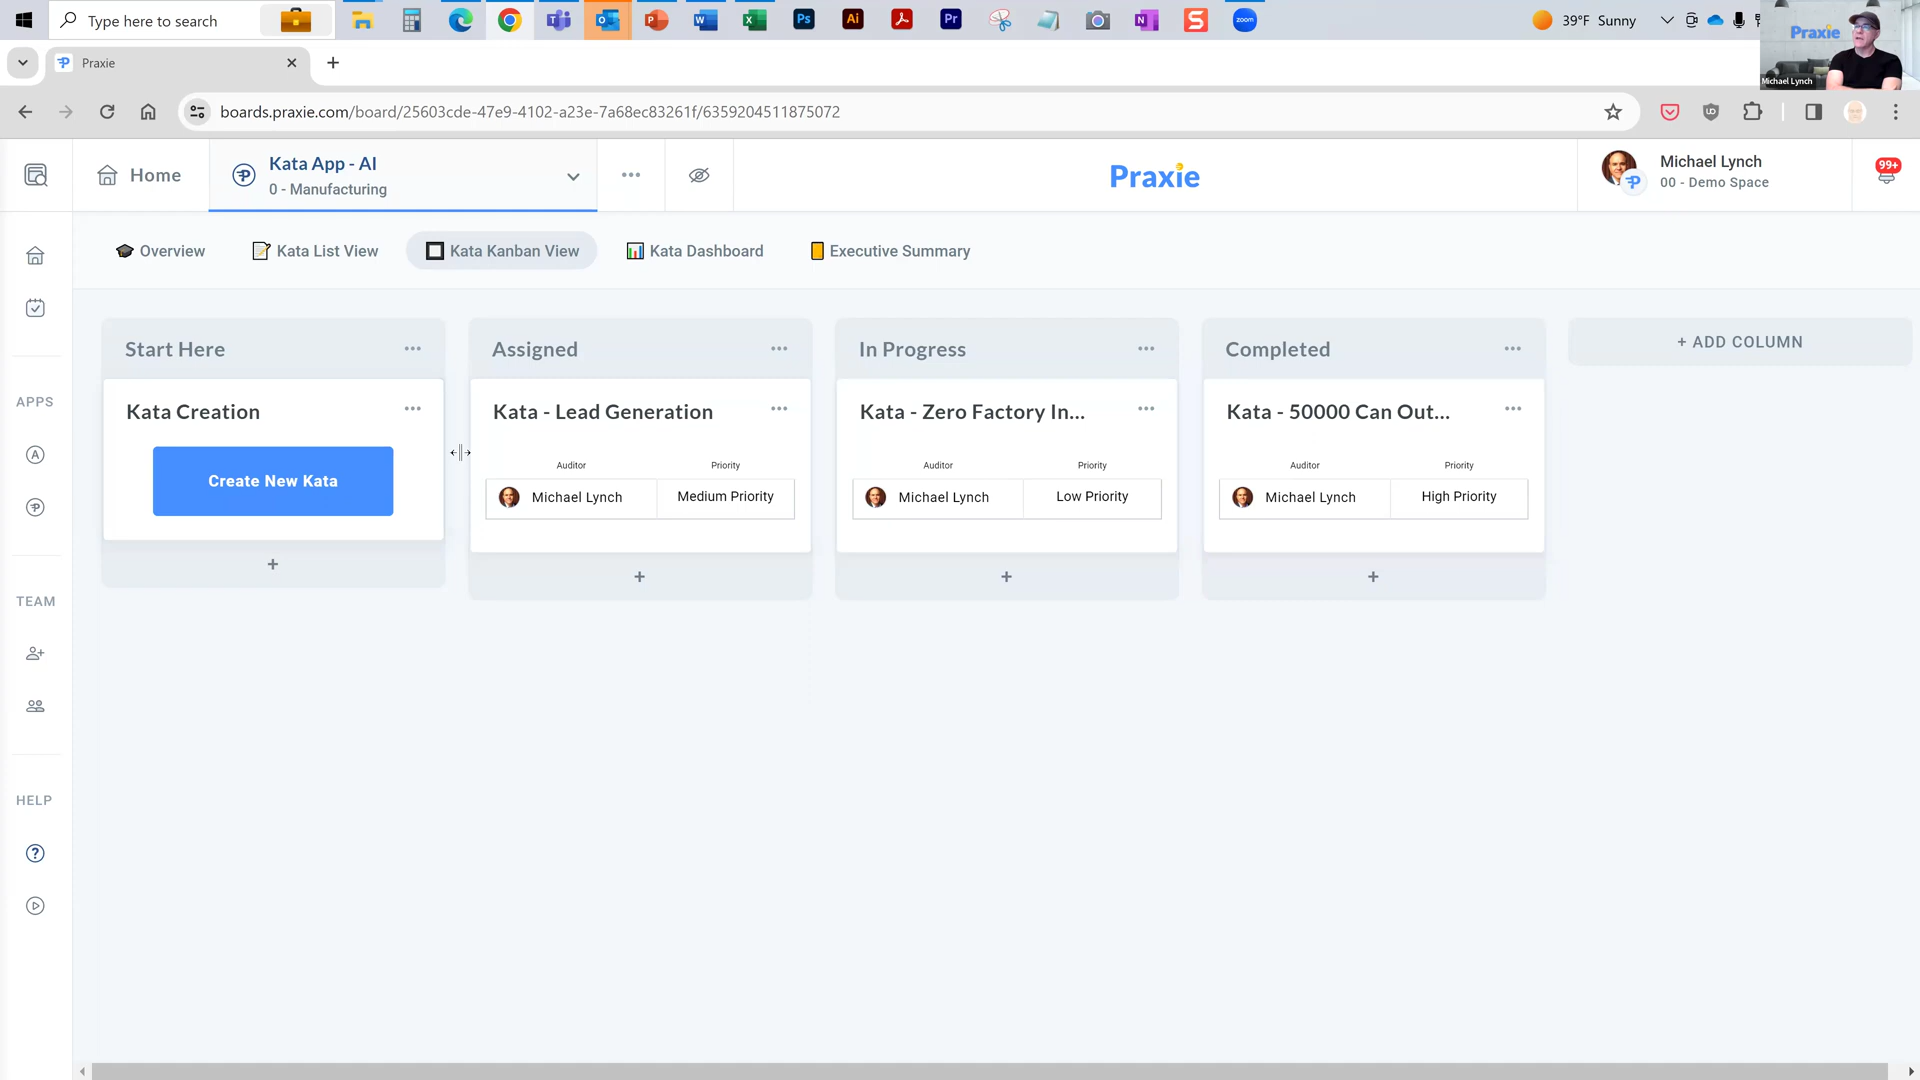 Type here to search
39°F Sunny
Praxie
Praxie
Michael Lynch
boards.praxie.com/board/25603cde-47e9-4102-a23e-7a68ec83261f/6359204511875072
Home
Kata App - AI
0 - Manufacturing
Praxie
Michael Lynch
00 - Demo Space
99+
Overview
Kata List View
Kata Kanban View
Kata Dashboard
Executive Summary
Start Here
Assigned
In Progress
Completed
+ ADD COLUMN
Kata Creation
Create New Kata
+
Kata - Lead Generation
Auditor
Priority
Michael Lynch
Medium Priority
+
Kata - Zero Factory In...
Auditor
Priority
Michael Lynch
Low Priority
+
Kata - 50000 Can Out...
Auditor
Priority
Michael Lynch
High Priority
+
APPS
TEAM
HELP